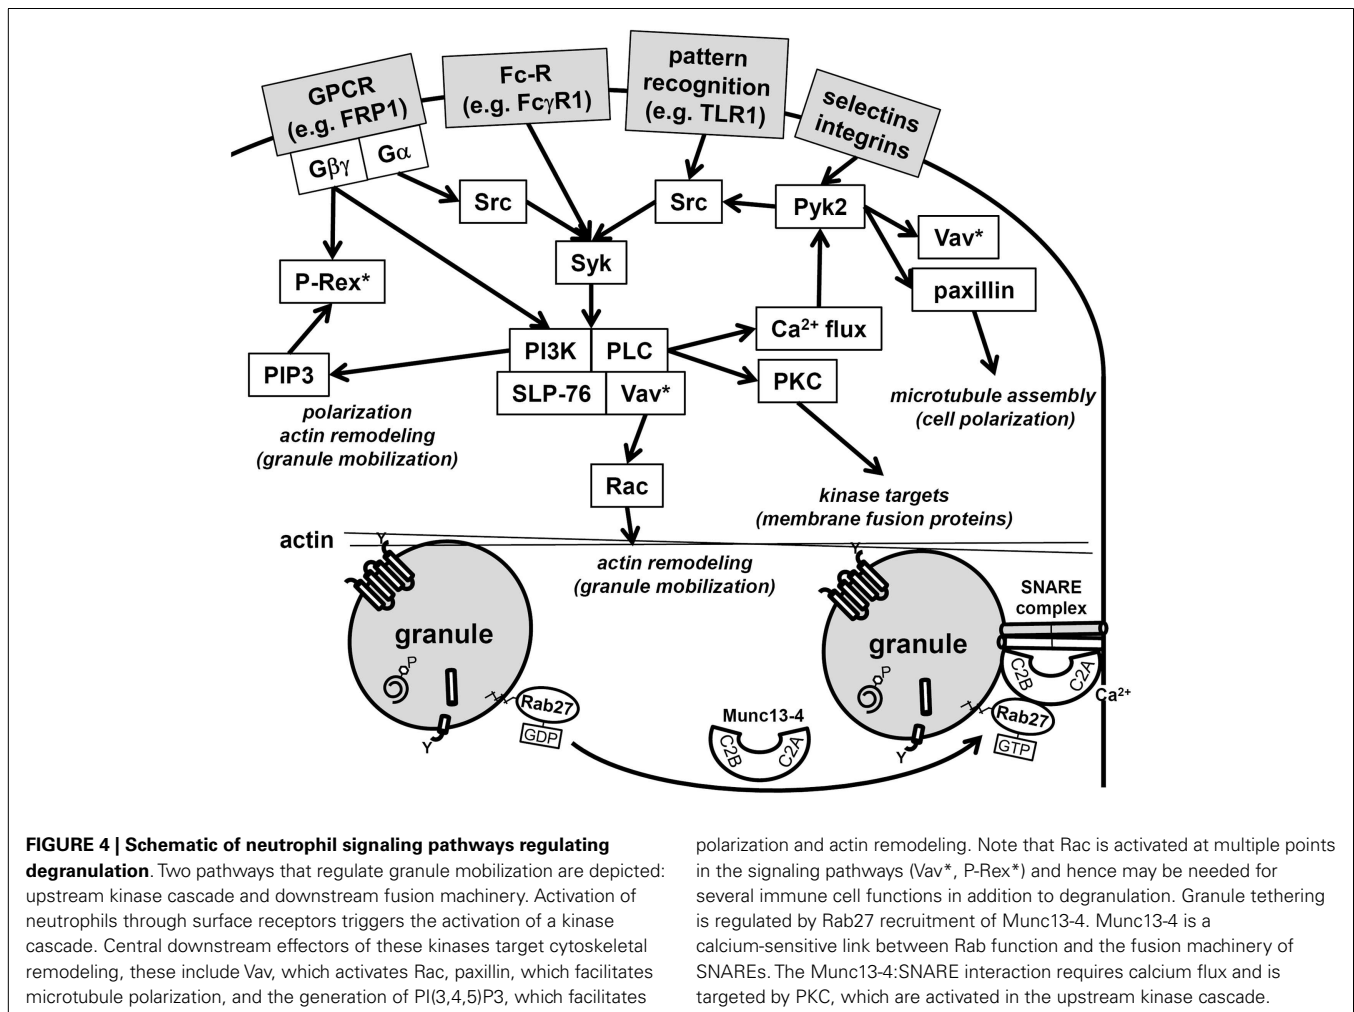 GPCR
(e.g. FRP1)
Fc-R
(e.g. FcγR1)
pattern
recognition
(e.g. TLR1)
selectins
integrins
Gβγ
Gα
Src
Src
Pyk2
Vav*
Syk
P-Rex*
paxillin
Ca²⁺ flux
PI3K
PLC
PIP3
PKC
SLP-76
Vav*
microtubule assembly
(cell polarization)
polarization
actin remodeling
(granule mobilization)
Rac
kinase targets
(membrane fusion proteins)
actin
Y
Y
actin remodeling
(granule mobilization)
SNARE
complex
granule
granule
P
P
C2B
C2A
Ca²⁺
Rab27
GDP
Y
Munc13-4
C2B
C2A
Rab27
GTP
Y
FIGURE 4 | Schematic of neutrophil signaling pathways regulating
degranulation. Two pathways that regulate granule mobilization are depicted:
upstream kinase cascade and downstream fusion machinery. Activation of
neutrophils through surface receptors triggers the activation of a kinase
cascade. Central downstream effectors of these kinases target cytoskeletal
remodeling, these include Vav, which activates Rac, paxillin, which facilitates
microtubule polarization, and the generation of PI(3,4,5)P3, which facilitates
polarization and actin remodeling. Note that Rac is activated at multiple points
in the signaling pathways (Vav*, P-Rex*) and hence may be needed for
several immune cell functions in addition to degranulation. Granule tethering
is regulated by Rab27 recruitment of Munc13-4. Munc13-4 is a
calcium-sensitive link between Rab function and the fusion machinery of
SNAREs. The Munc13-4:SNARE interaction requires calcium flux and is
targeted by PKC, which are activated in the upstream kinase cascade.